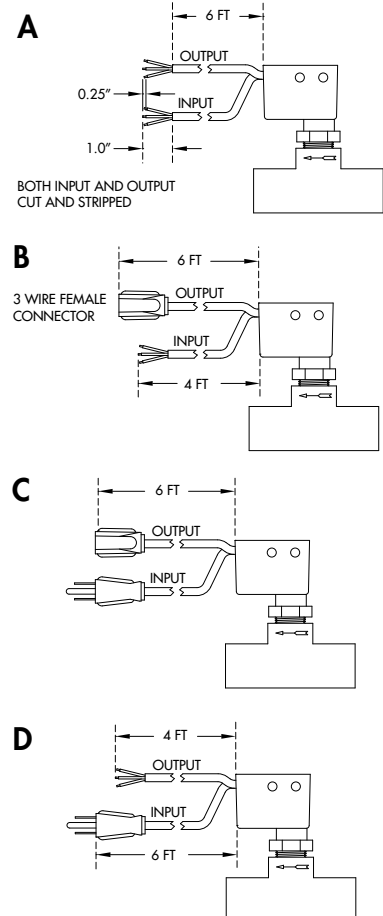 A
6 FT
OUTPUT
0.25"
INPUT
1.0"
BOTH INPUT AND OUTPUT
CUT AND STRIPPED
B
6 FT
3 WIRE FEMALE
CONNECTOR
OUTPUT
INPUT
4 FT
C
6 FT
OUTPUT
INPUT
D
4 FT
OUTPUT
INPUT
6 FT